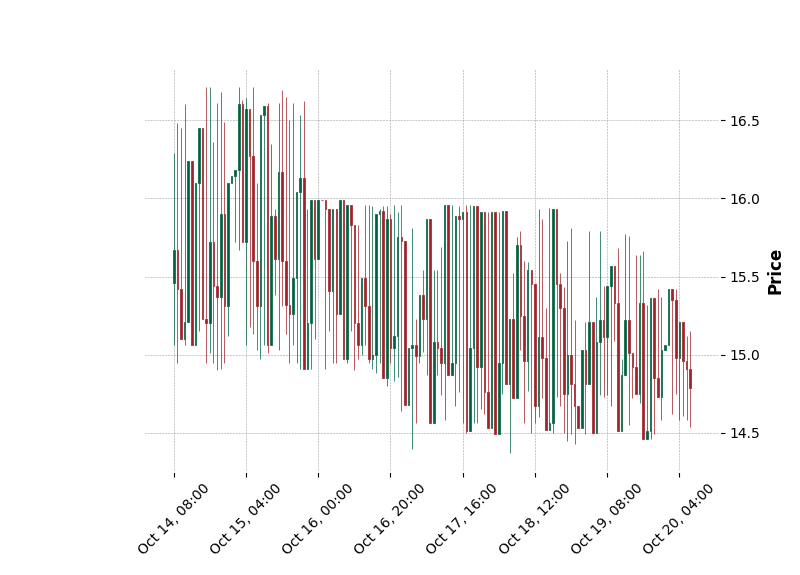 16.5
16.0
15.5
15.0
14.5
Price
Oct 14, 08:00
Oct 15, 04:00
Oct 16, 00:00
Oct 16, 20:00
Oct 17, 16:00
Oct 18, 12:00
Oct 19, 08:00
Oct 20, 04:00